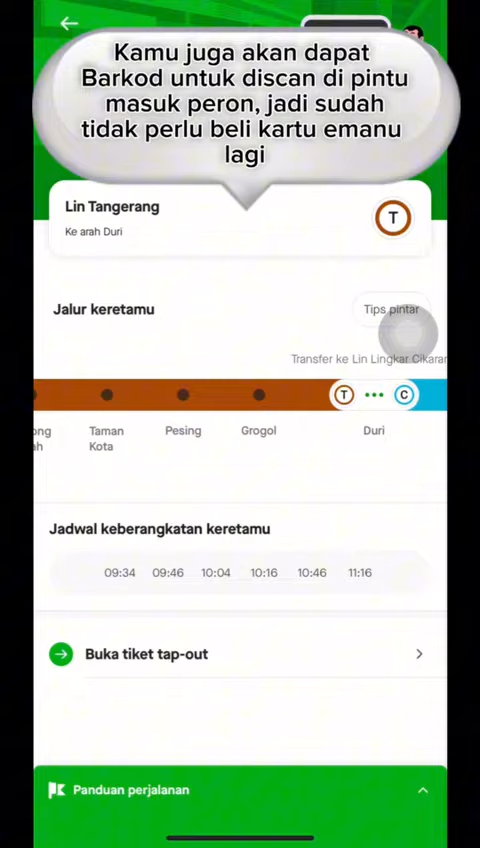 Kamu juga akan dapat
Barkod untuk discan di pintu
masuk peron, jadi sudah
tidak perlu beli kartu emanu
lagi
Lin Tangerang
Ke arah Duri
T
Jalur keretamu
Tips pintar
Transfer ke Lin Lingkar Cikaran
T ••• C
ong
ah
Taman
Kota
Pesing
Grogol
Duri
Jadwal keberangkatan keretamu
09:34 09:46 10:04 10:16 10:46 11:16
Buka tiket tap-out
Panduan perjalanan